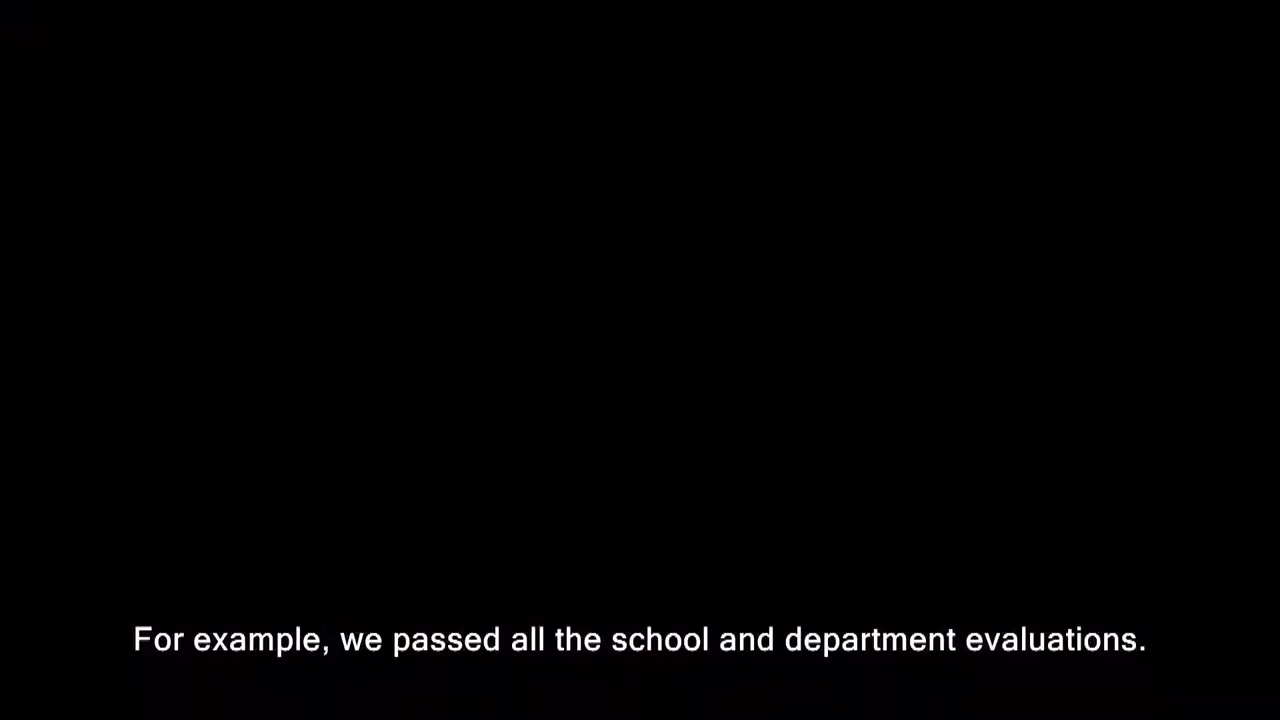 For example, we passed all the school and department evaluations.